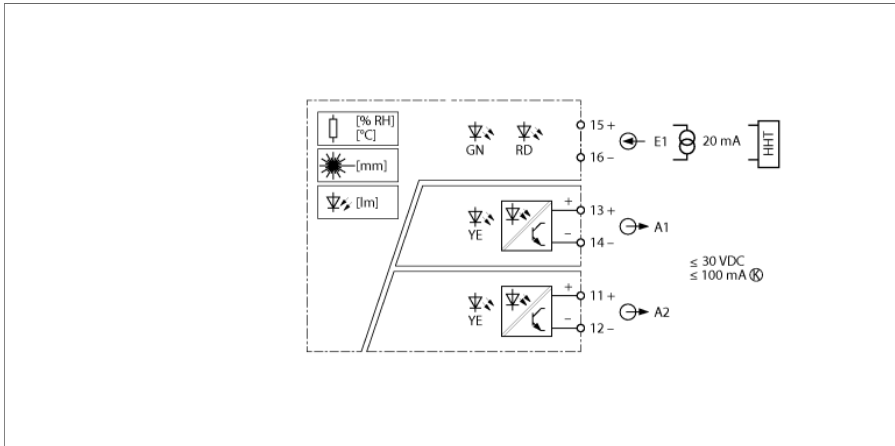 [% RH]
[°C]
[mm]
[lm]
GN
RD
15 +
16 –
E1
20 mA
HHT
YE
+
–
13 +
14 –
A1
≤ 30 VDC
≤ 100 mA Ⓚ
YE
+
–
11 +
12 –
A2